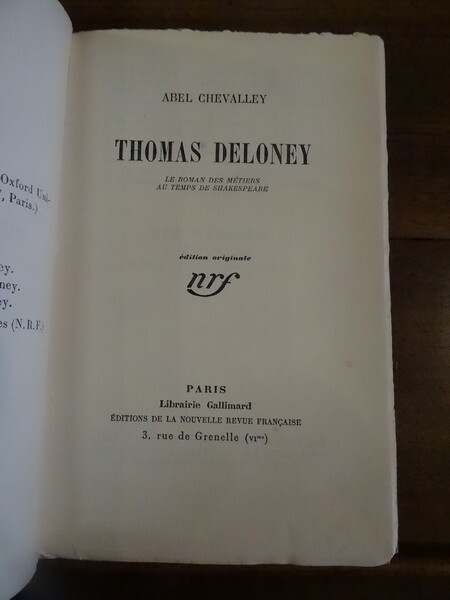 Oxford Uni-
, Paris.)
ey.
ney.
ey.
es (N.R.F.)
ABEL CHEVALLEY
THOMAS DELONEY
LE ROMAN DES MÉTIERS
AU TEMPS DE SHAKESPEARE
édition originale
nrf
PARIS
Librairie Gallimard
ÉDITIONS DE LA NOUVELLE REVUE FRANÇAISE
3, rue de Grenelle (VIme)